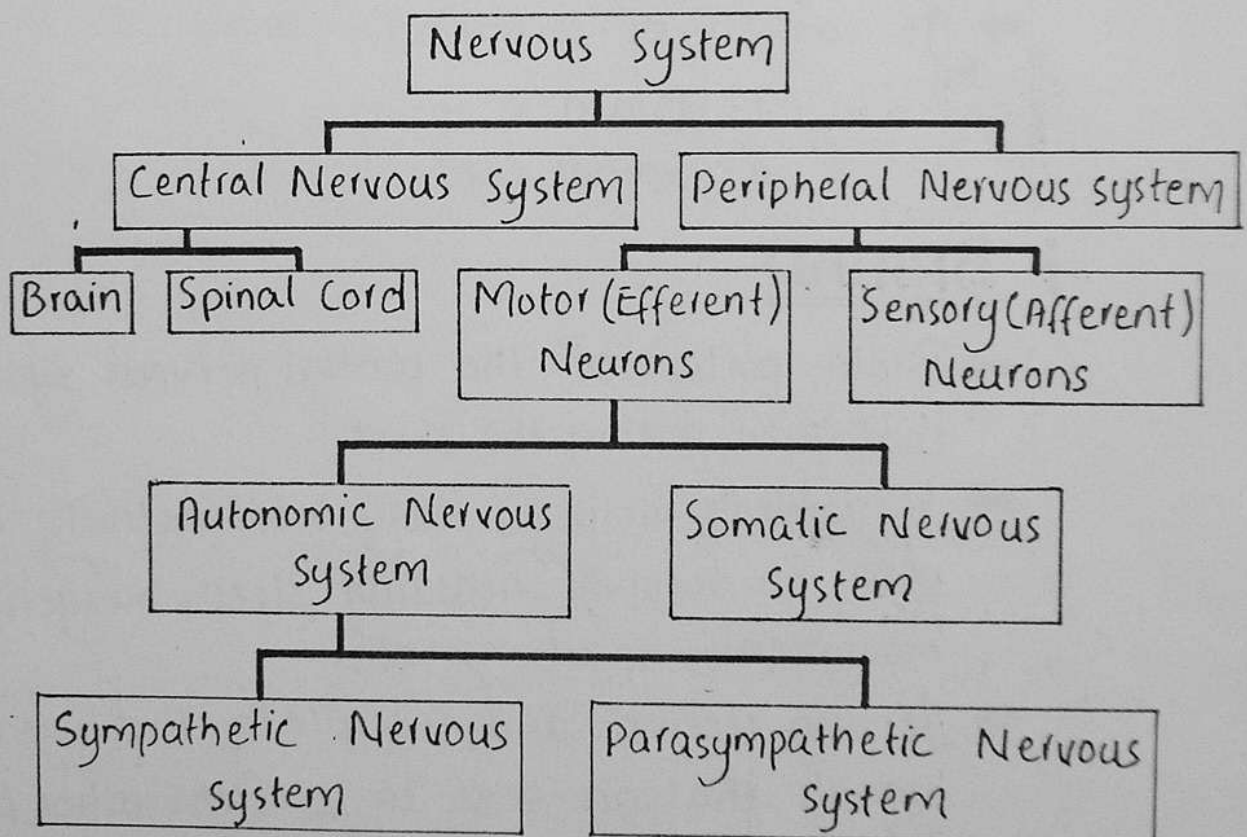 Nervous System
Central Nervous System
Peripheral Nervous system
Brain
Spinal Cord
Motor (Efferent)
Neurons
Sensory (Afferent)
Neurons
Autonomic Nervous
System
Somatic Nervous
System
Sympathetic Nervous
System
Parasympathetic Nervous
System